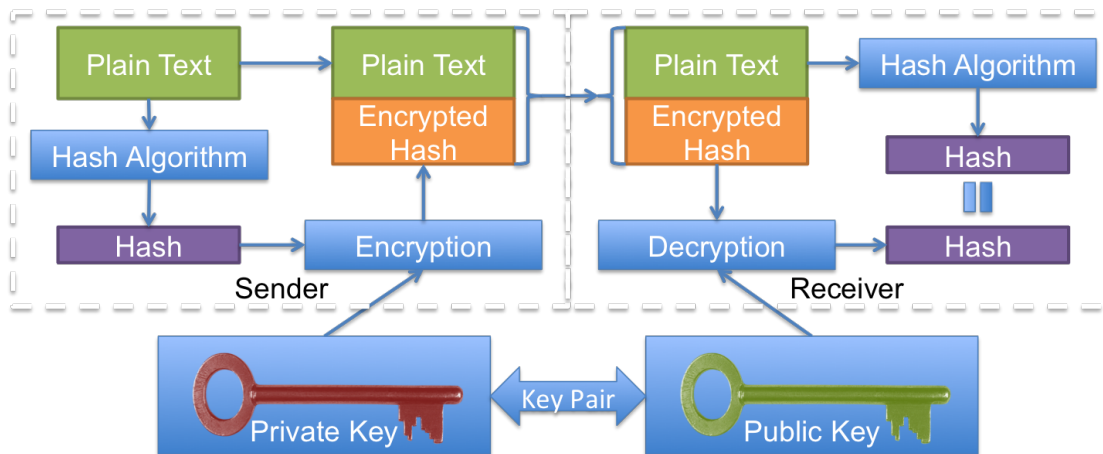 Plain Text
Plain Text
Encrypted
Hash
Hash Algorithm
Hash
Encryption
Sender
Plain Text
Encrypted
Hash
Hash Algorithm
Hash
Decryption
Hash
Receiver
Private Key
Key Pair
Public Key